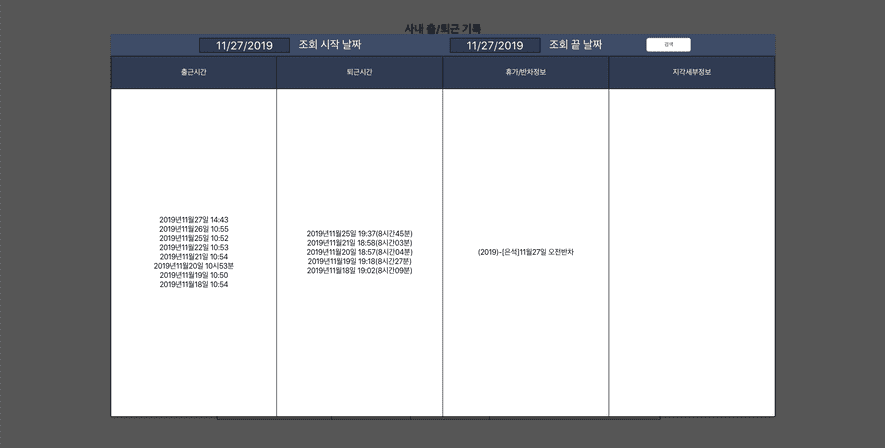 사내 출/퇴근 기록
11/27/2019 조회 시작 날짜 11/27/2019 조회 끝 날짜 검색
출근시간 퇴근시간 휴가/반차정보 지각세부정보
2019년11월27일 14:43
2019년11월26일 10:55
2019년11월25일 10:52
2019년11월22일 10:53
2019년11월21일 10:54
2019년11월20일 10시53분
2019년11월19일 10:50
2019년11월18일 10:54
2019년11월25일 19:37(8시간45분)
2019년11월21일 18:58(8시간03분)
2019년11월20일 18:57(8시간04분)
2019년11월19일 19:18(8시간27분)
2019년11월18일 19:02(8시간09분)
(2019)-[은석]11월27일 오전반차